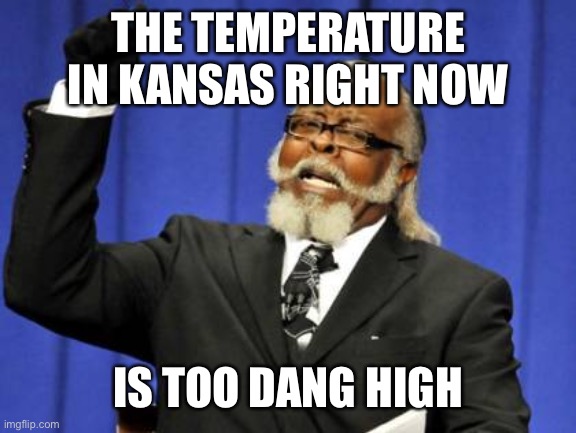 THE TEMPERATURE
IN KANSAS RIGHT NOW
IS TOO DANG HIGH
imgflip.com